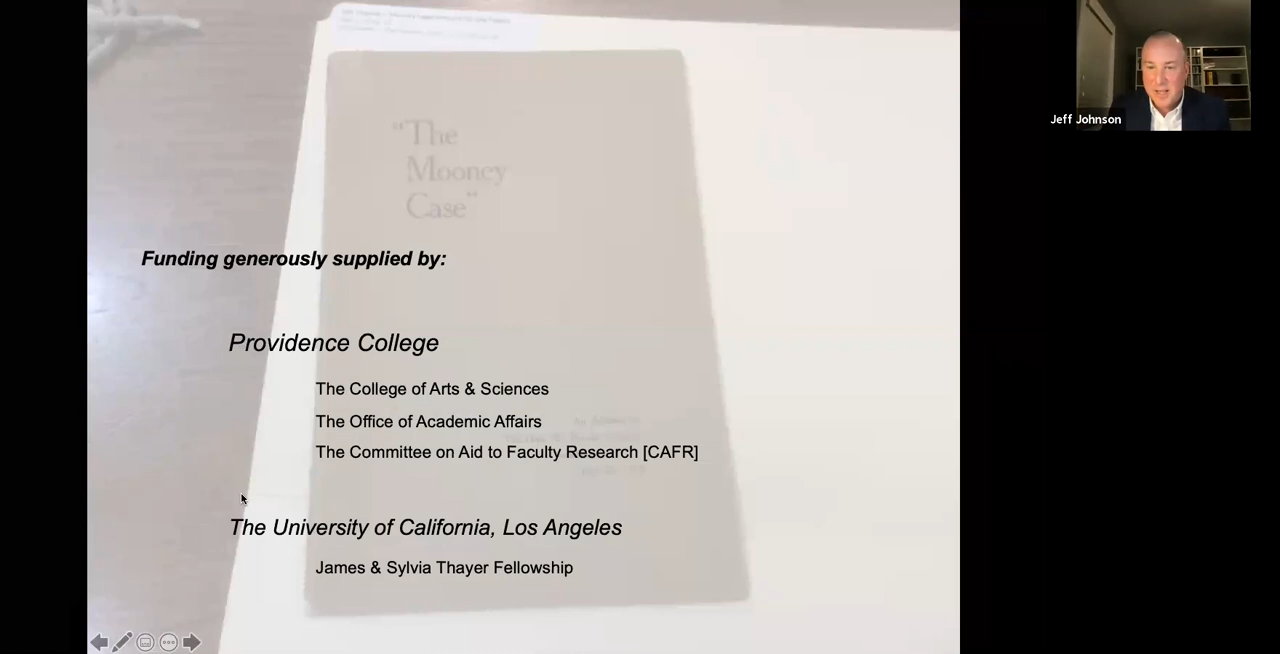 "The
Mooney
Case"
Funding generously supplied by:
Providence College
The College of Arts & Sciences
The Office of Academic Affairs
The Committee on Aid to Faculty Research [CAFR]
The University of California, Los Angeles
James & Sylvia Thayer Fellowship
Jeff Johnson